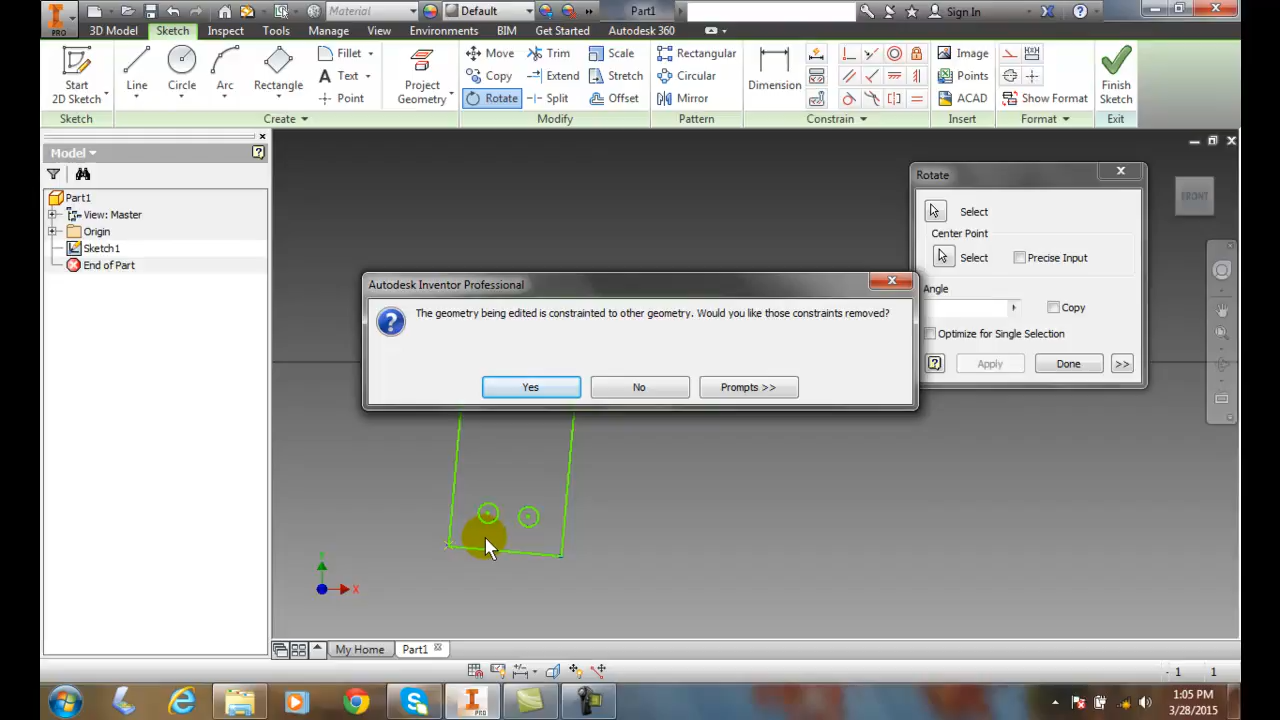 Material
Default
Part1
Sign In
PRO
3D Model Sketch Inspect Tools Manage View Environments BIM Get Started Autodesk 360
Start 2D Sketch
Line
Circle
Arc
Rectangle
Fillet
Text
Point
Project Geometry
Move
Copy
Rotate
Trim
Extend
Split
Scale
Stretch
Offset
Rectangular
Circular
Mirror
Dimension
Image
Points
ACAD
Show Format
Finish Sketch
Sketch Create Modify Pattern Constrain Insert Format Exit
Model
Part1
View: Master
Origin
Sketch1
End of Part
FRONT
Rotate
Select
Center Point
Select
Precise Input
Angle
Copy
Optimize for Single Selection
Apply
Done
>>
Autodesk Inventor Professional
The geometry being edited is constrainted to other geometry. Would you like those constraints removed?
Yes
No
Prompts >>
X
My Home
Part1
- 1 1
PRO
1:05 PM
3/28/2015